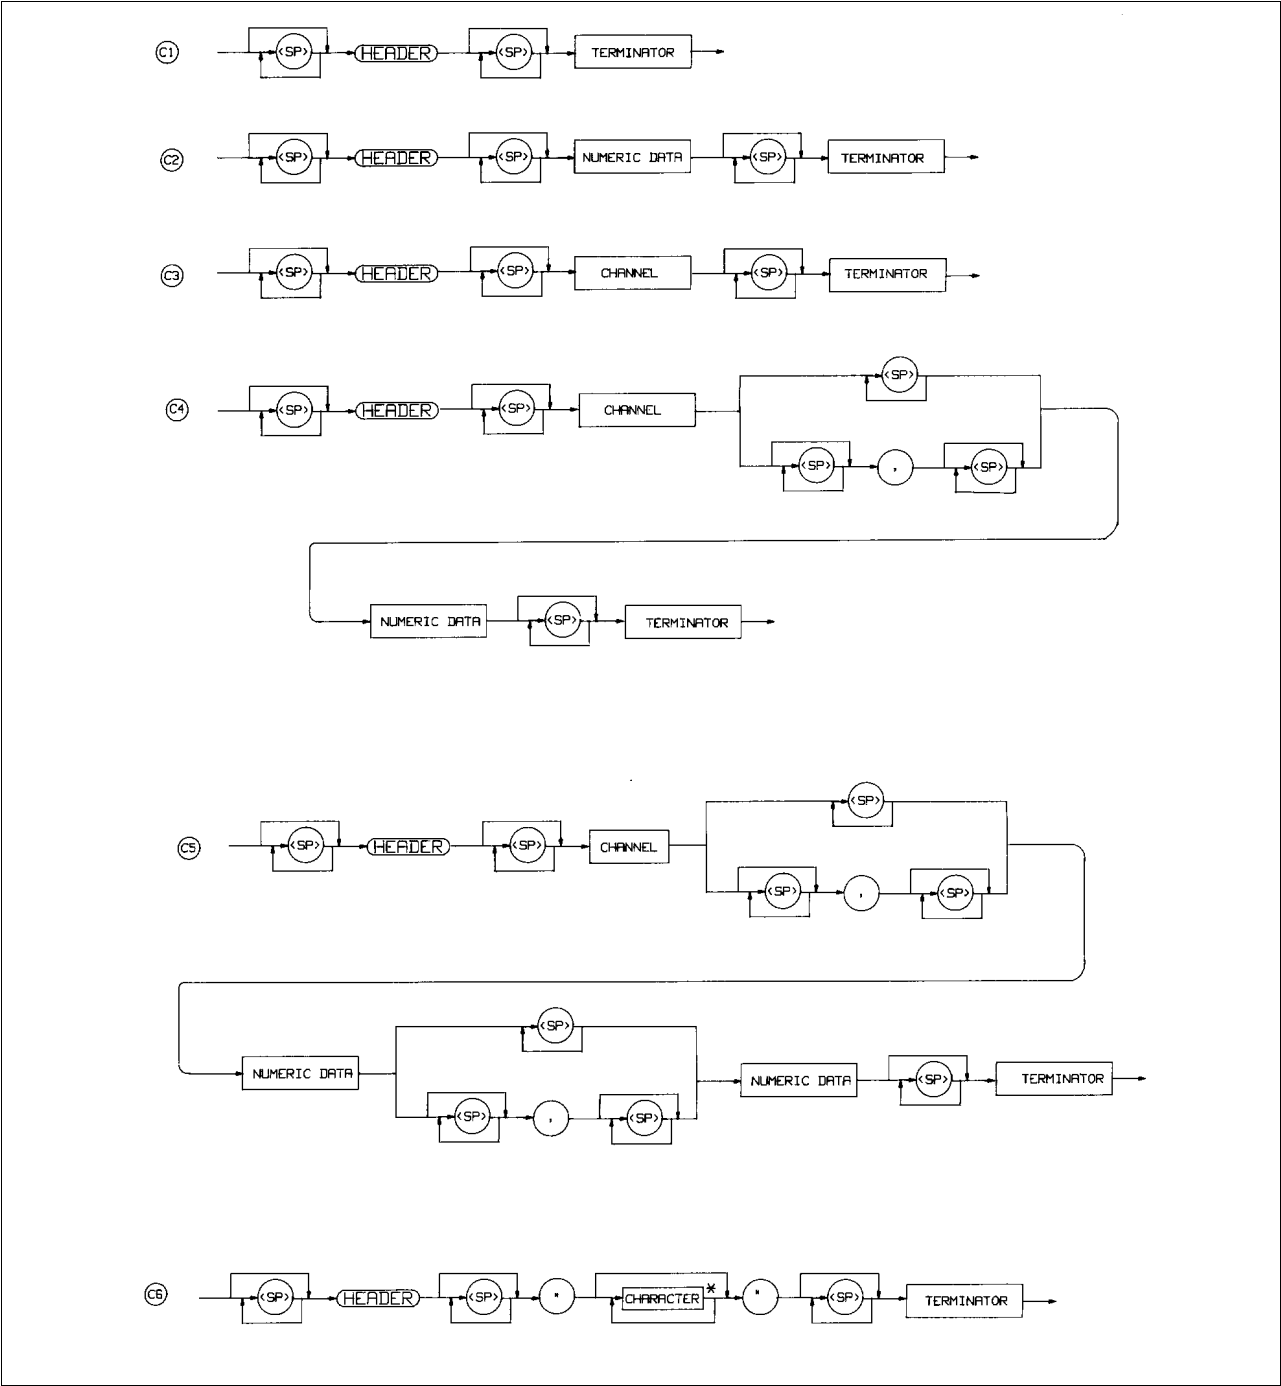 C1 <SP> HEADER <SP> TERMINATOR
C2 <SP> HEADER <SP> NUMERIC DATA <SP> TERMINATOR
C3 <SP> HEADER <SP> CHANNEL <SP> TERMINATOR
<SP>
C4 <SP> HEADER <SP> CHANNEL
<SP> , <SP>
NUMERIC DATA <SP> TERMINATOR
<SP>
C5 <SP> HEADER <SP> CHANNEL
<SP> , <SP>
<SP>
NUMERIC DATA NUMERIC DATA <SP> TERMINATOR
<SP> , <SP>
C6 <SP> HEADER <SP> " CHARACTER * " <SP> TERMINATOR